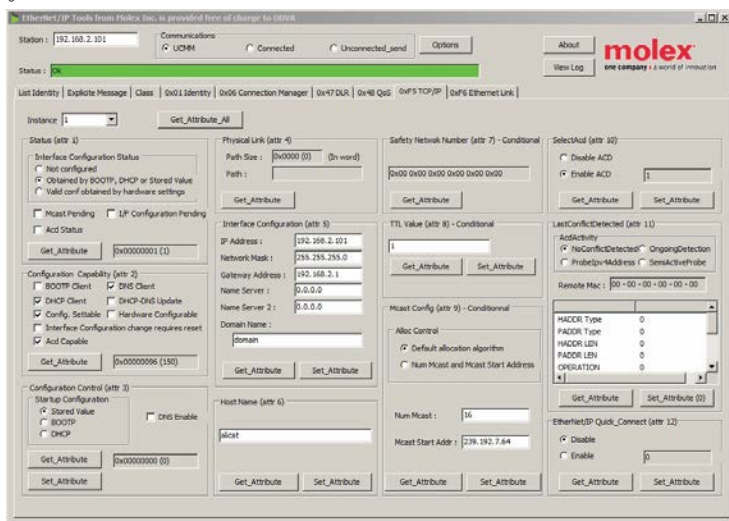 EtherNet/IP Tools from Molex Inc. is provided free of charge to ODVA
Station : 192.168.2.101
Communications
UCMM Connected Unconnected_send
Options
About
View Log
molex
one company › a world of innovation
Status : Ok
List Identity Explicite Message Class 0x01 Identity 0x06 Connection Manager 0x47 DLR 0x48 QoS 0xF5 TCP/IP 0xF6 Ethernet Link
Instance 1
Get_Attribute_All
Status (attr 1)
Interface Configuration Status
Not configured
Obtained by BOOTP, DHCP or Stored Value
Valid conf obtained by hardware settings
Mcast Pending I/F Configuration Pending
Acd Status
Get_Attribute 0x00000001 (1)
Configuration Capability (attr 2)
BOOTP Client DNS Client
DHCP Client DHCP-DNS Update
Config. Settable Hardware Configurable
Interface Configuration change requires reset
Acd Capable
Get_Attribute 0x00000096 (150)
Configuration Control (attr 3)
Startup Configuration
Stored Value
BOOTP
DHCP
DNS Enable
Get_Attribute 0x00000000 (0)
Set_Attribute
Physical Link (attr 4)
Path Size : 0x0000 (0) (In word)
Path :
Get_Attribute
Interface Configuration (attr 5)
IP Address : 192.168.2.101
Network Mask : 255.255.255.0
Gateway Address : 192.168.2.1
Name Server : 0.0.0.0
Name Server 2 : 0.0.0.0
Domain Name :
domain
Get_Attribute Set_Attribute
Host Name (attr 6)
alicat
Get_Attribute Set_Attribute
Safety Network Number (attr 7) - Conditional
0x00 0x00 0x00 0x00 0x00 0x00
Get_Attribute
TTL Value (attr 8) - Conditional
1
Get_Attribute Set_Attribute
Mcast Config (attr 9) - Conditionnal
Alloc Control
Default allocation algorithm
Num Mcast and Mcast Start Address
Num Mcast : 16
Mcast Start Addr : 239.192.7.64
Get_Attribute Set_Attribute
SelectAcd (attr 10)
Disable ACD
Enable ACD 1
Get_Attribute Set_Attribute
LastConflictDetected (attr 11)
AcdActivity
NoConflictDetected OngoingDetection
ProbeIpv4Address SemiActiveProbe
Remote Mac : 00 - 00 - 00 - 00 - 00 - 00
HADDR Type 0
PADDR Type 0
HADDR LEN 0
PADDR LEN 0
OPERATION 0
Get_Attribute Set_Attribute (0)
EtherNet/IP Quick_Connect (attr 12)
Disable
Enable 0
Get_Attribute Set_Attribute